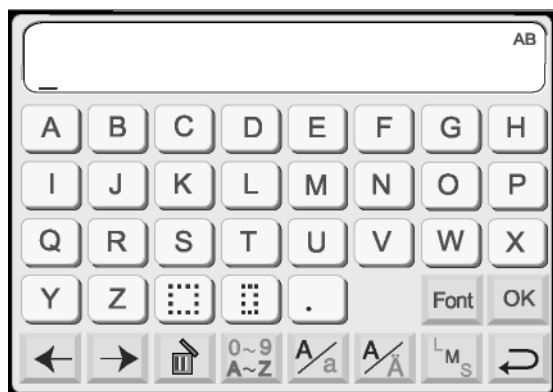 AB
_
A B C D E F G H
I J K L M N O P
Q R S T U V W X
Y Z . Font OK
0~9
A~Z A/a A/Ä L M S